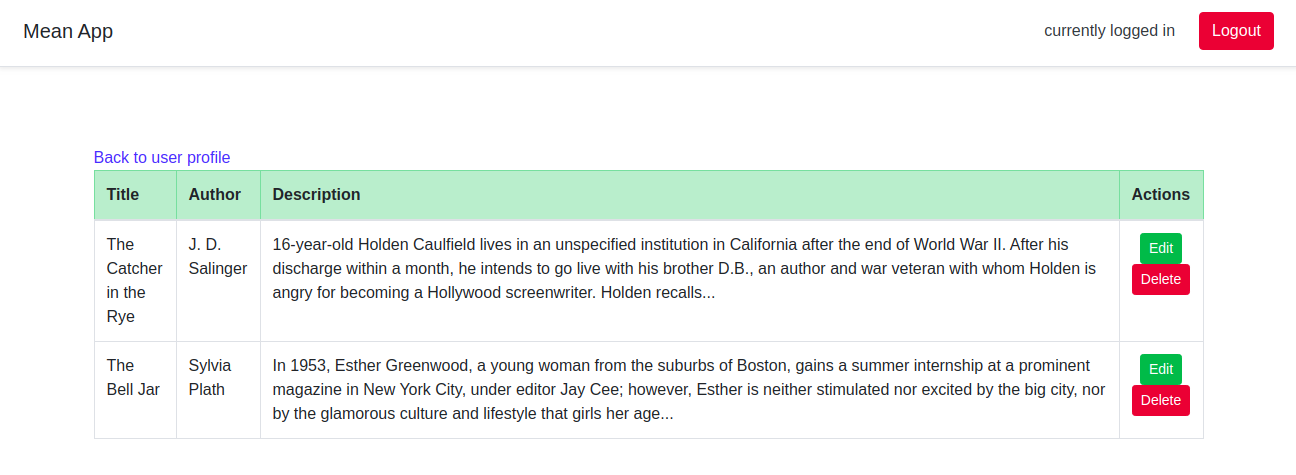 Mean App
currently logged in
Logout
Back to user profile
Title
Author
Description
Actions
The
Catcher
in the
Rye
J. D.
Salinger
16-year-old Holden Caulfield lives in an unspecified institution in California after the end of World War II. After his
discharge within a month, he intends to go live with his brother D.B., an author and war veteran with whom Holden is
angry for becoming a Hollywood screenwriter. Holden recalls...
Edit
Delete
The
Bell Jar
Sylvia
Plath
In 1953, Esther Greenwood, a young woman from the suburbs of Boston, gains a summer internship at a prominent
magazine in New York City, under editor Jay Cee; however, Esther is neither stimulated nor excited by the big city, nor
by the glamorous culture and lifestyle that girls her age...
Edit
Delete